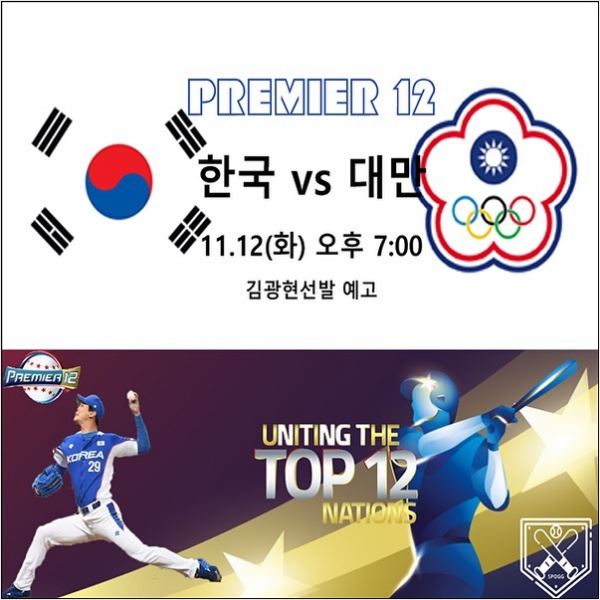 PREMIER 12
한국 vs 대만
11.12(화) 오후 7:00
김광현선발 예고
PREMIER 12
KOREA
29
UNITING THE
TOP 12
NATIONS
SPOGG